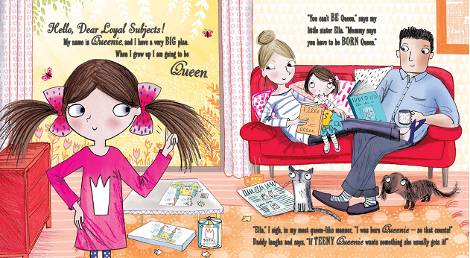 Hello, Dear Loyal Subjects!
My name is Queenie, and I have a very BIG plan.
When I grow up I am going to be
Queen.
"You can't BE Queen," says my
little sister Ella. "Mummy says
you have to be BORN Queen."
"Ella," I sigh, in my most queen-like manner, "I was born Queenie – so that counts!"
Daddy laughs and says, "If TEENY Queenie wants something she usually gets it!"